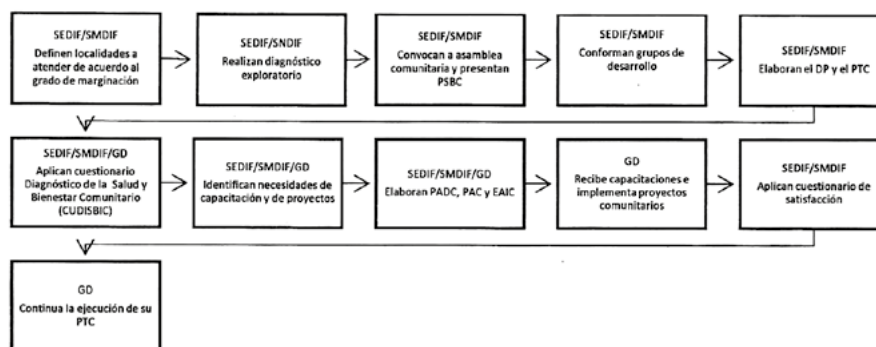 SEDIF/SMDIF
Definen localidades a
atender de acuerdo al
grado de marginación
SEDIF/SNDIF
Realizan diagnóstico
exploratorio
SEDIF/SMDIF
Convocan a asamblea
comunitaria y presentan
PSBC
SEDIF/SMDIF
Conforman grupos de
desarrollo
SEDIF/SMDIF
Elaboran el DP y el PTC
SEDIF/SMDIF/GD
Aplican cuestionario
Diagnóstico de la Salud y
Bienestar Comunitario
(CUDISBIC)
SEDIF/SMDIF/GD
Identifican necesidades de
capacitación y de proyectos
SEDIF/SMDIF/GD
Elaboran PADC, PAC y EAIC
GD
Recibe capacitaciones e
implementa proyectos
comunitarios
SEDIF/SMDIF
Aplican cuestionario de
satisfacción
GD
Continua la ejecución de su
PTC